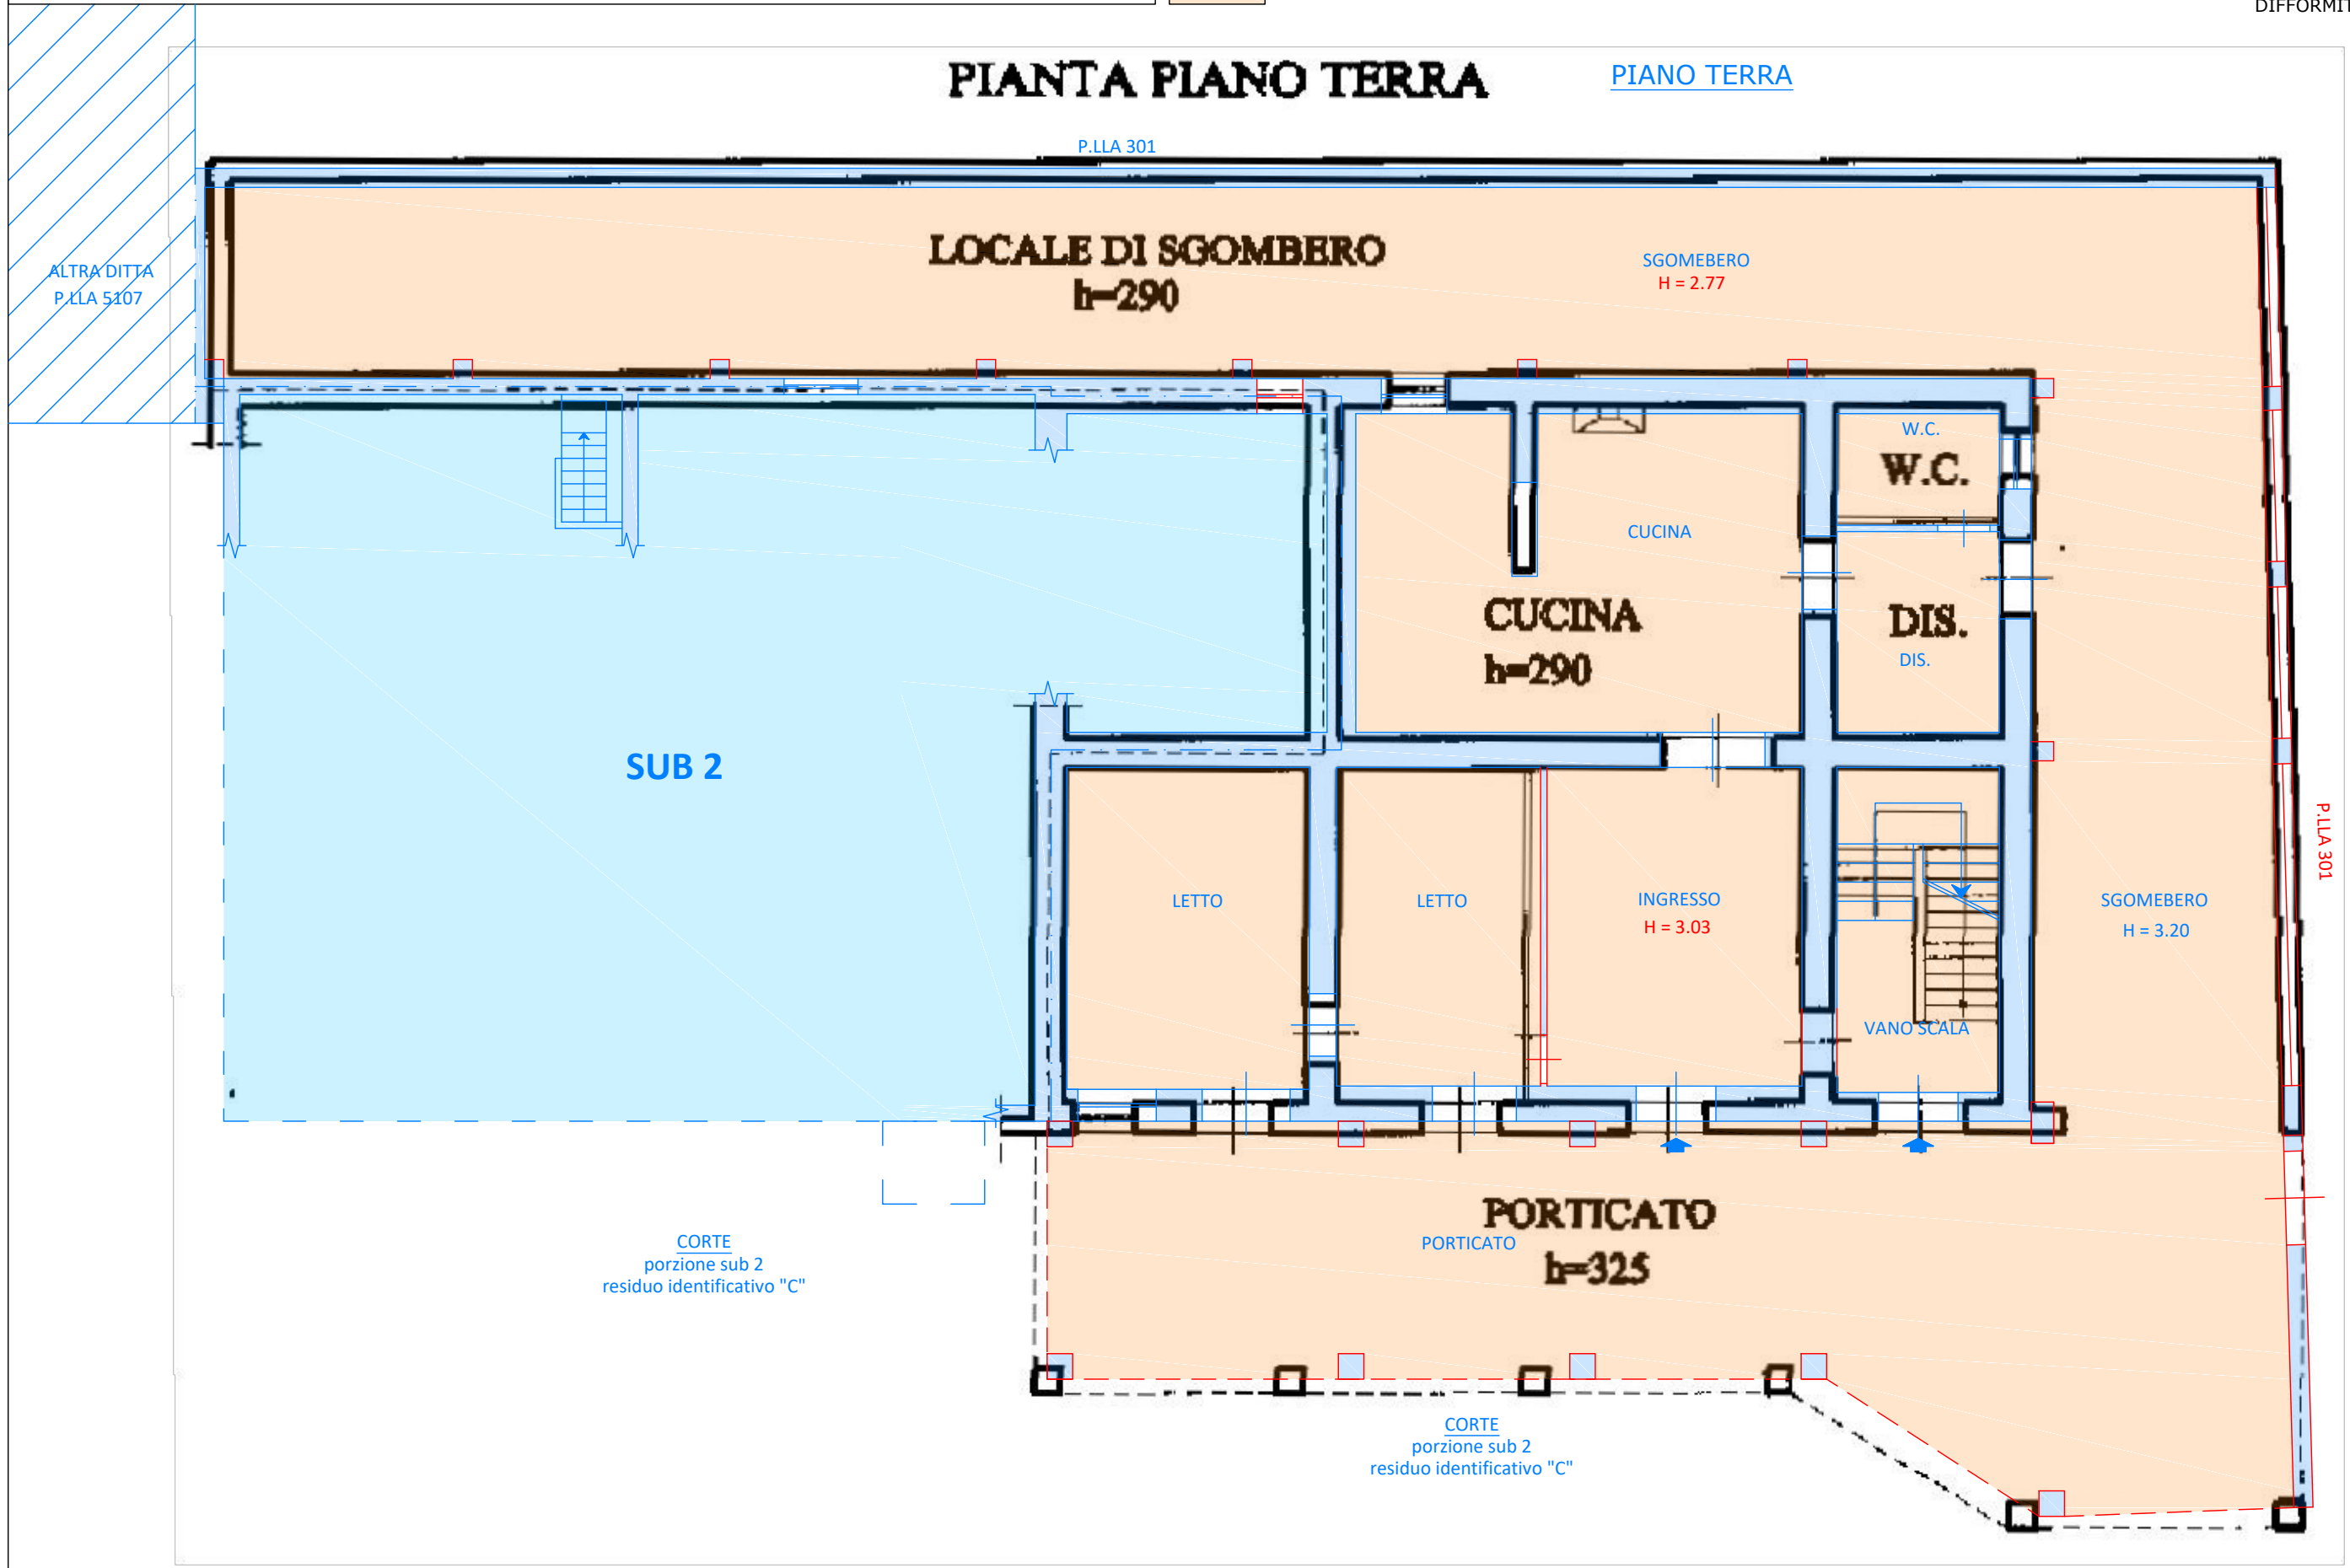 DIFFORMIT
PIANTA PIANO TERRA
PIANO TERRA
P.LLA 301
LOCALE DI SGOMBERO
h=290
SGOMEBERO
H = 2.77
ALTRA DITTA
P.LLA 5107
W.C.
W.C.
CUCINA
CUCINA
h=290
DIS.
DIS.
SUB 2
P.LLA 301
LETTO
LETTO
INGRESSO
H = 3.03
SGOMEBERO
H = 3.20
VANO SCALA
PORTICATO
PORTICATO
h=325
CORTE
porzione sub 2
residuo identificativo "C"
CORTE
porzione sub 2
residuo identificativo "C"